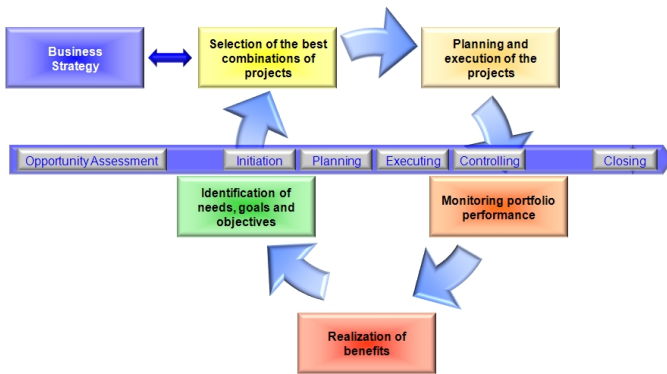 Business
Strategy
Selection of the best
combinations of
projects
Planning and
execution of the
projects
Opportunity Assessment
Initiation
Planning
Executing
Controlling
Closing
Identification of
needs, goals and
objectives
Monitoring portfolio
performance
Realization of
benefits